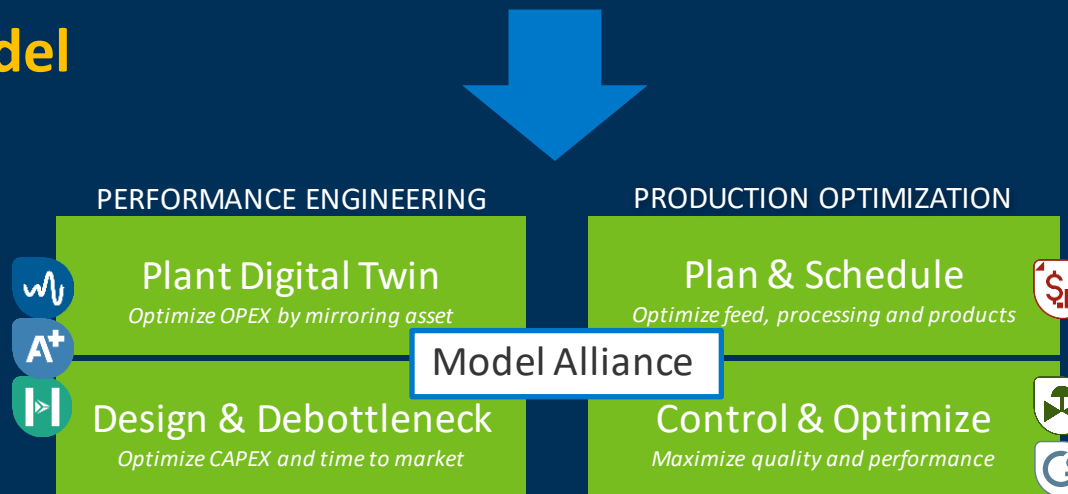 del
PERFORMANCE ENGINEERING
PRODUCTION OPTIMIZATION
Plant Digital Twin
Optimize OPEX by mirroring asset
Plan & Schedule
Optimize feed, processing and products
Model Alliance
Design & Debottleneck
Optimize CAPEX and time to market
Control & Optimize
Maximize quality and performance
A+
H
$